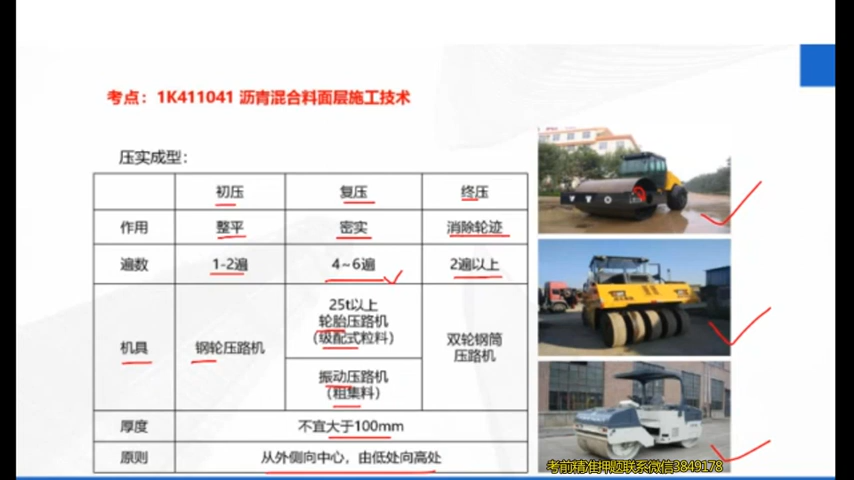 考点：1K411041 沥青混合料面层施工技术
压实成型：
初压 复压 终压
作用 整平 密实 消除轮迹
遍数 1-2遍 4~6遍 2遍以上
机具 钢轮压路机
25t以上
轮胎压路机
（级配式粒料）
振动压路机
（粗集料）
双轮钢筒
压路机
厚度 不宜大于100mm
原则 从外侧向中心，由低处向高处
YTO
考前精准押题联系微信3849178